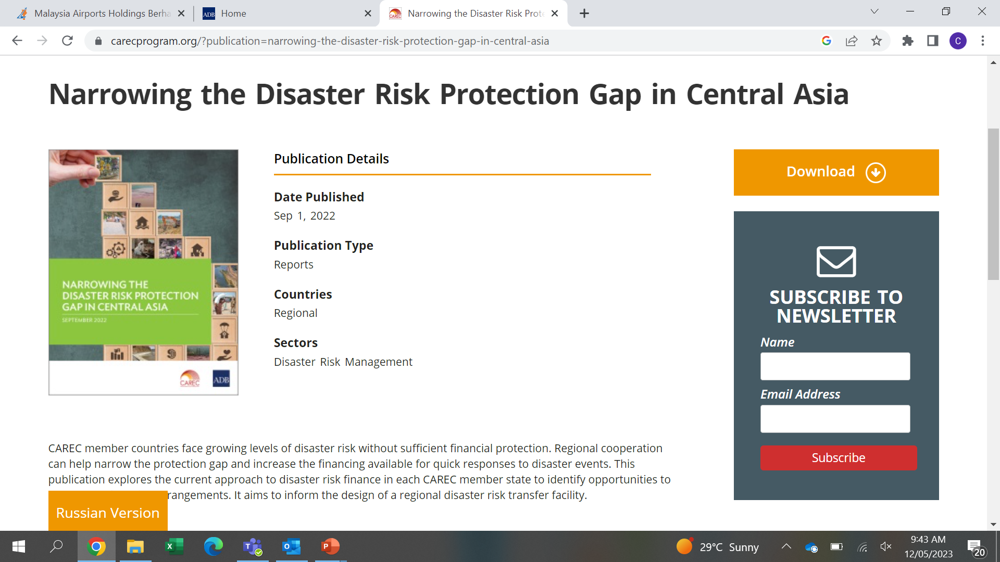 Malaysia Airports Holdings Berha
ADB Home
CAREC Narrowing the Disaster Risk Prote
carecprogram.org/?publication=narrowing-the-disaster-risk-protection-gap-in-central-asia
C
Narrowing the Disaster Risk Protection Gap in Central Asia
NARROWING THE
DISASTER RISK PROTECTION
GAP IN CENTRAL ASIA
SEPTEMBER 2022
CAREC ADB
Publication Details
Date Published
Sep 1, 2022
Publication Type
Reports
Countries
Regional
Sectors
Disaster Risk Management
Download
SUBSCRIBE TO
NEWSLETTER
Name
Email Address
Subscribe
CAREC member countries face growing levels of disaster risk without sufficient financial protection. Regional cooperation
can help narrow the protection gap and increase the financing available for quick responses to disaster events. This
publication explores the current approach to disaster risk finance in each CAREC member state to identify opportunities to
rangements. It aims to inform the design of a regional disaster risk transfer facility.
Russian Version
29°C Sunny
9:43 AM
12/05/2023
20